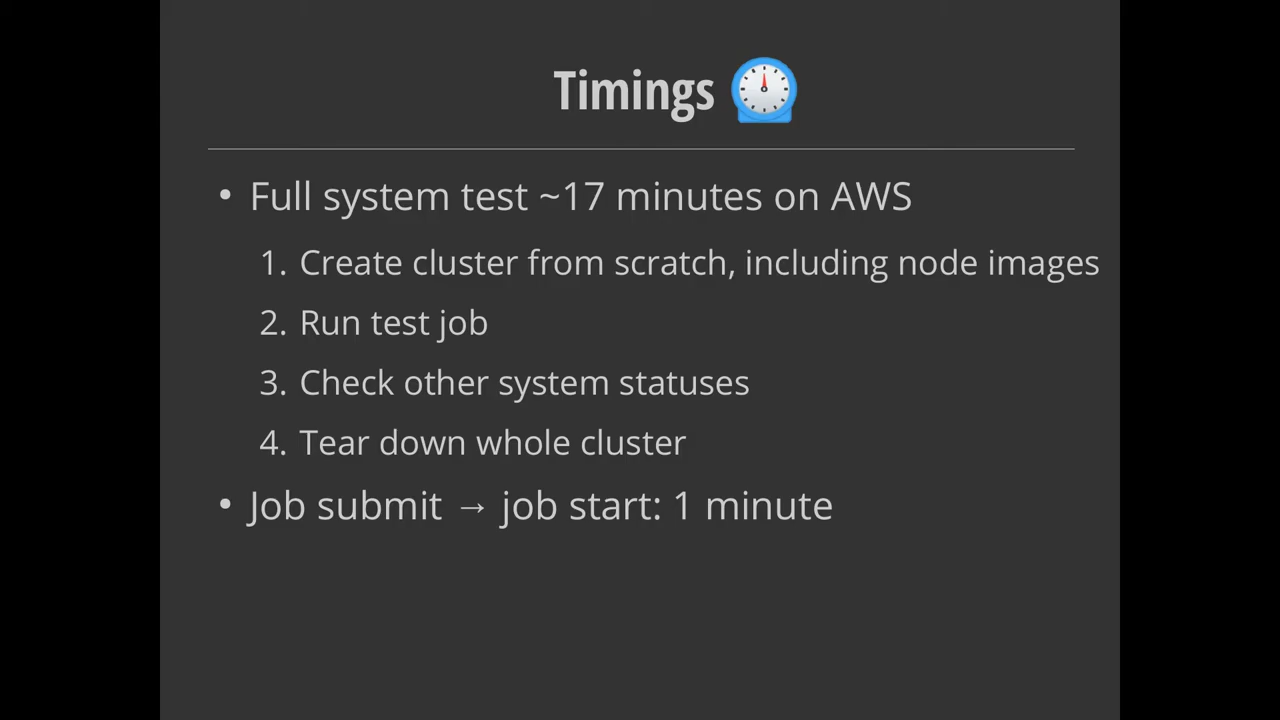 Timings
• Full system test ~17 minutes on AWS
1. Create cluster from scratch, including node images
2. Run test job
3. Check other system statuses
4. Tear down whole cluster
• Job submit → job start: 1 minute